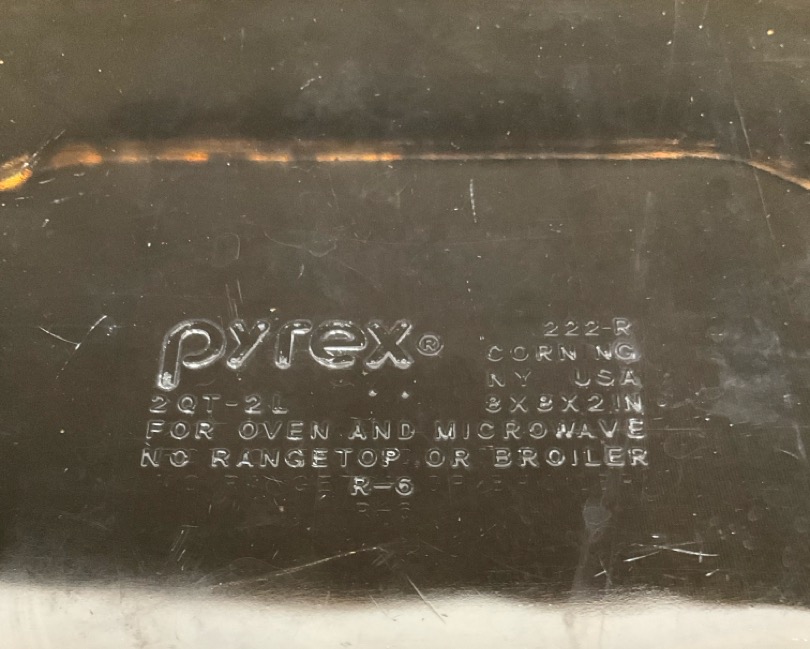 pyrex®
222-R
CORNING
NY USA
2QT-2L
8X8X2IN
FOR OVEN AND MICROWAVE
NO RANGETOP OR BROILER
R-6